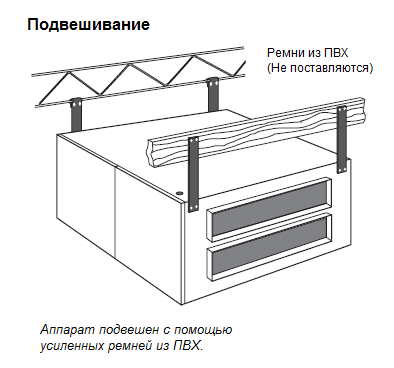 Подвешивание
Ремни из ПВХ
(Не поставляются)
Аппарат подвешен с помощью
усиленных ремней из ПВХ.